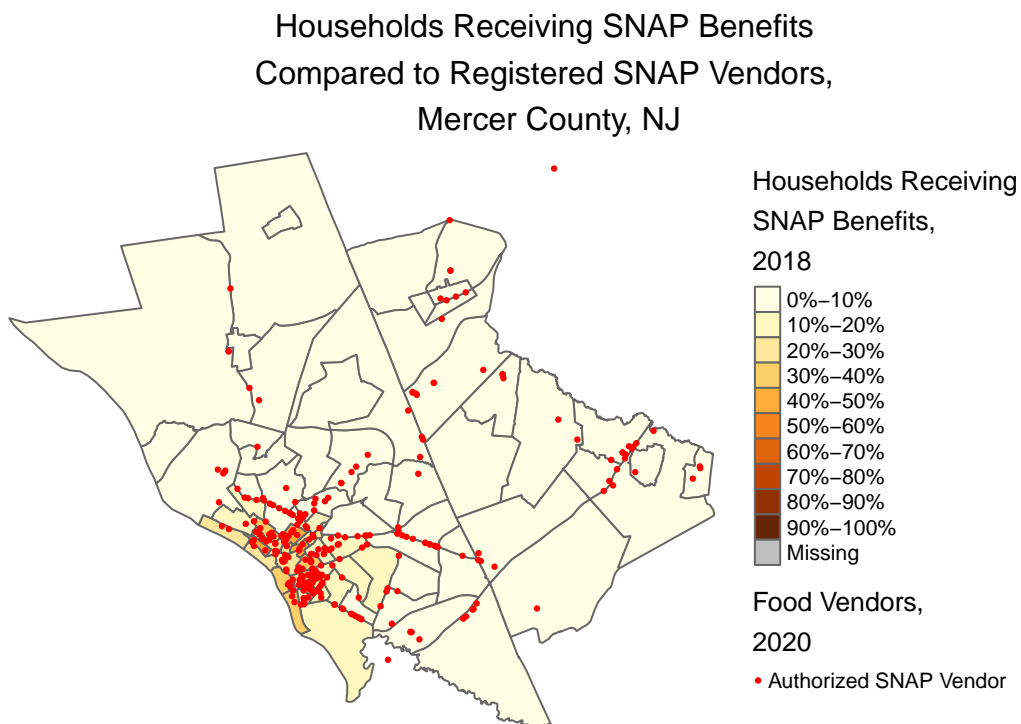 Households Receiving SNAP Benefits
Compared to Registered SNAP Vendors,
Mercer County, NJ
Households Receiving
SNAP Benefits,
2018
0%−10%
10%−20%
20%−30%
30%−40%
40%−50%
50%−60%
60%−70%
70%−80%
80%−90%
90%−100%
Missing
Food Vendors,
2020
Authorized SNAP Vendor